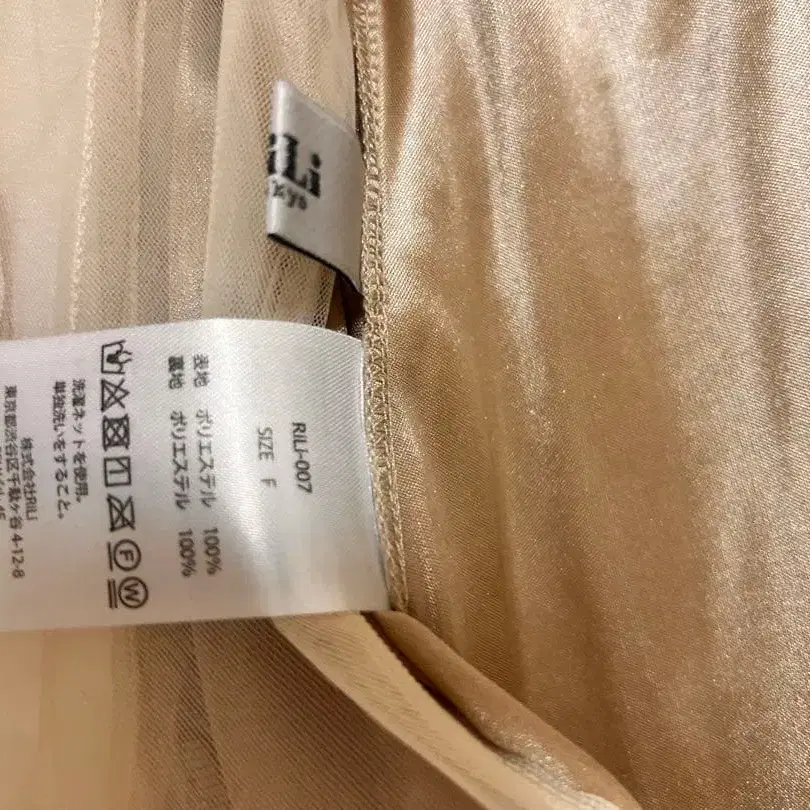 iLi
kyo
RILI-007
SIZE F
表地 ポリエステル 100%
裏地 ポリエステル 100%
F
W
洗濯ネットを使用。
単独洗いをすること。
株式会社RILI
東京都渋谷区千駄ヶ谷 4-12-8